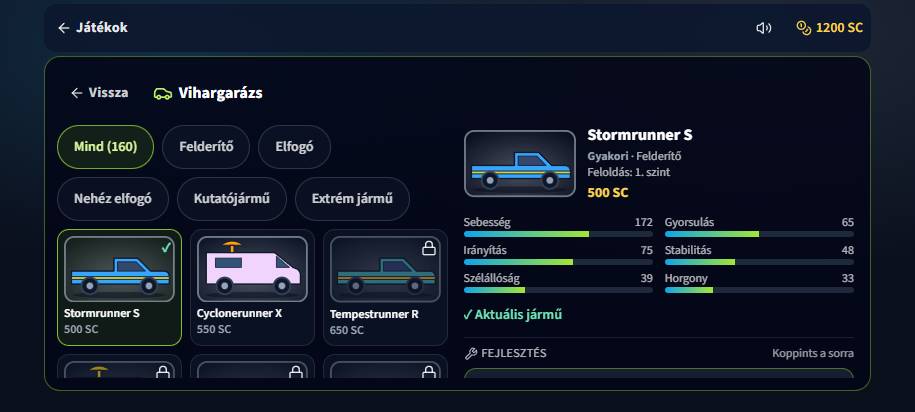 Játékok
1200 SC
Vissza
Vihargarázs
Mind (160)
Felderítő
Elfogó
Nehéz elfogó
Kutatójármű
Extrém jármű
Stormrunner S
500 SC
Cyclonerunner X
550 SC
Tempestrunner R
650 SC
Stormrunner S
Gyakori · Felderítő
Feloldás: 1. szint
500 SC
Sebesség 172
Gyorsulás 65
Irányítás 75
Stabilitás 48
Szélállóság 39
Horgony 33
✓ Aktuális jármű
FEJLESZTÉS
Koppints a sorra